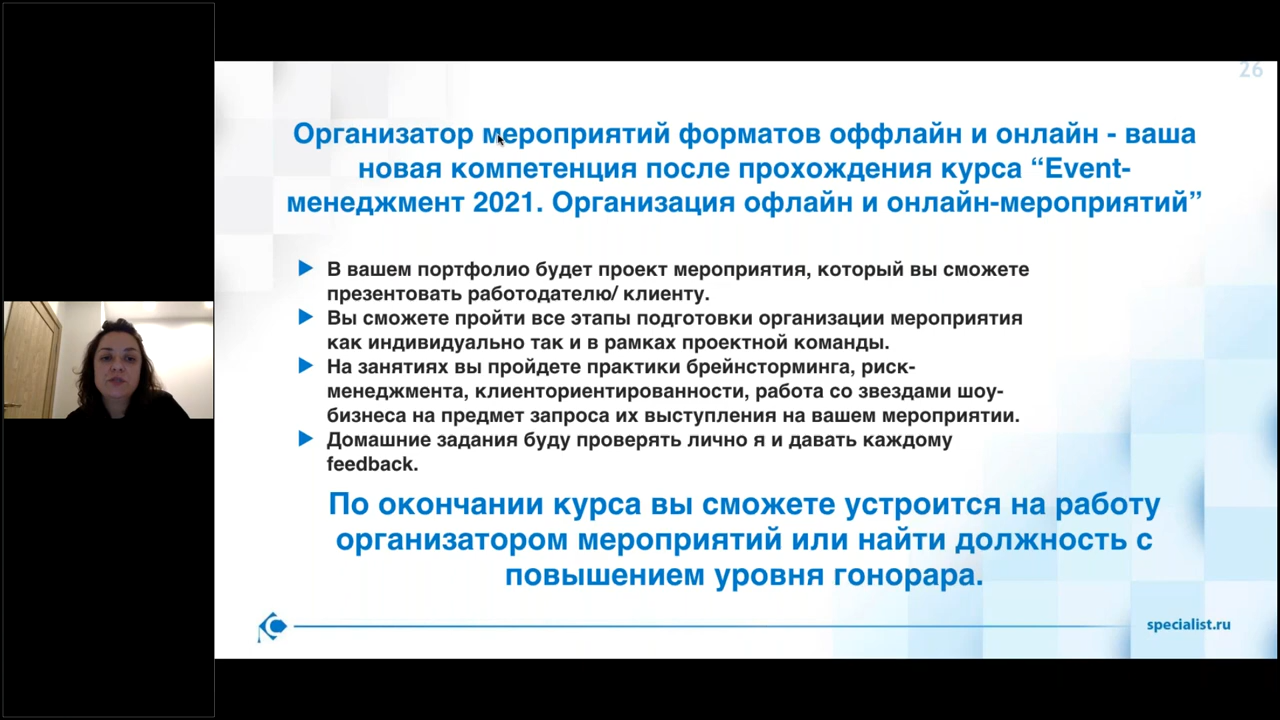 26
Организатор мероприятий форматов оффлайн и онлайн - ваша
новая компетенция после прохождения курса “Event-
менеджмент 2021. Организация офлайн и онлайн-мероприятий”
В вашем портфолио будет проект мероприятия, который вы сможете
презентовать работодателю/ клиенту.
Вы сможете пройти все этапы подготовки организации мероприятия
как индивидуально так и в рамках проектной команды.
На занятиях вы пройдете практики брейнсторминга, риск-
менеджмента, клиенториентированности, работа со звездами шоу-
бизнеса на предмет запроса их выступления на вашем мероприятии.
Домашние задания буду проверять лично я и давать каждому
feedback.
По окончании курса вы сможете устроится на работу
организатором мероприятий или найти должность с
повышением уровня гонорара.
specialist.ru